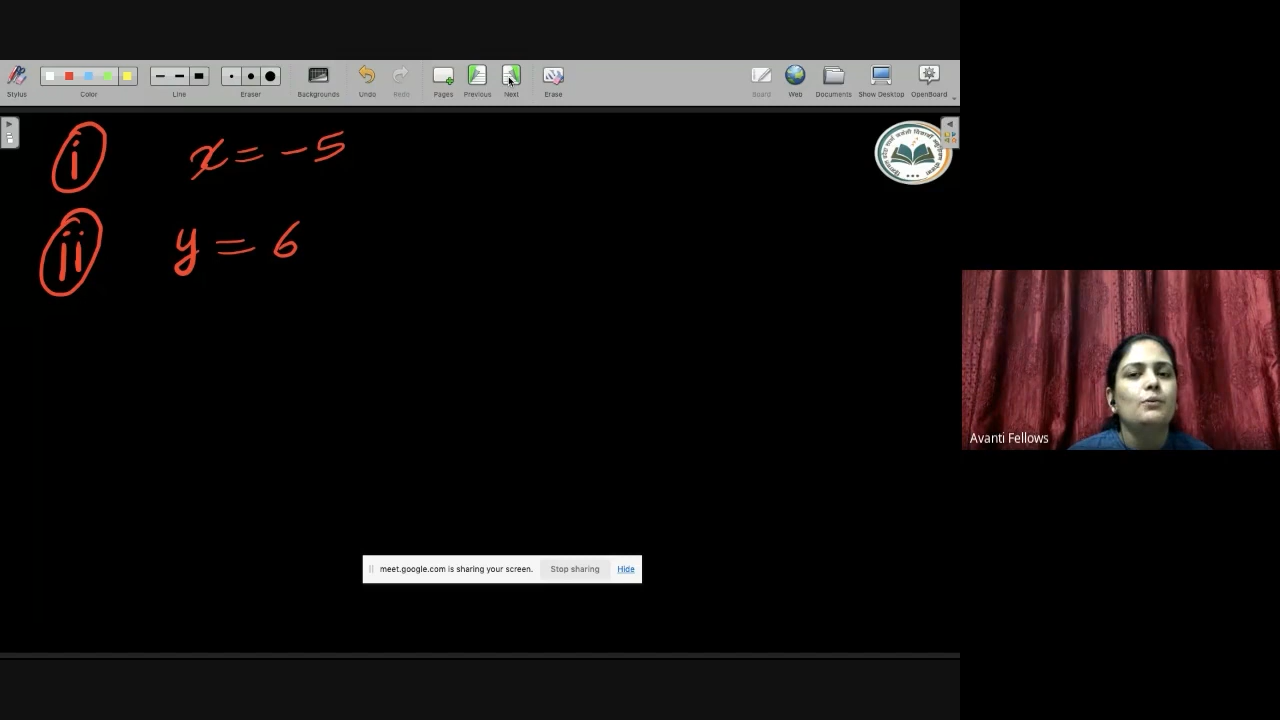 Stylus Color Line Eraser Backgrounds Undo Redo Pages Previous Next Erase Board Web Documents Show Desktop OpenBoard
i x = -5
ii y = 6
Avanti Fellows
meet.google.com is sharing your screen. Stop sharing Hide